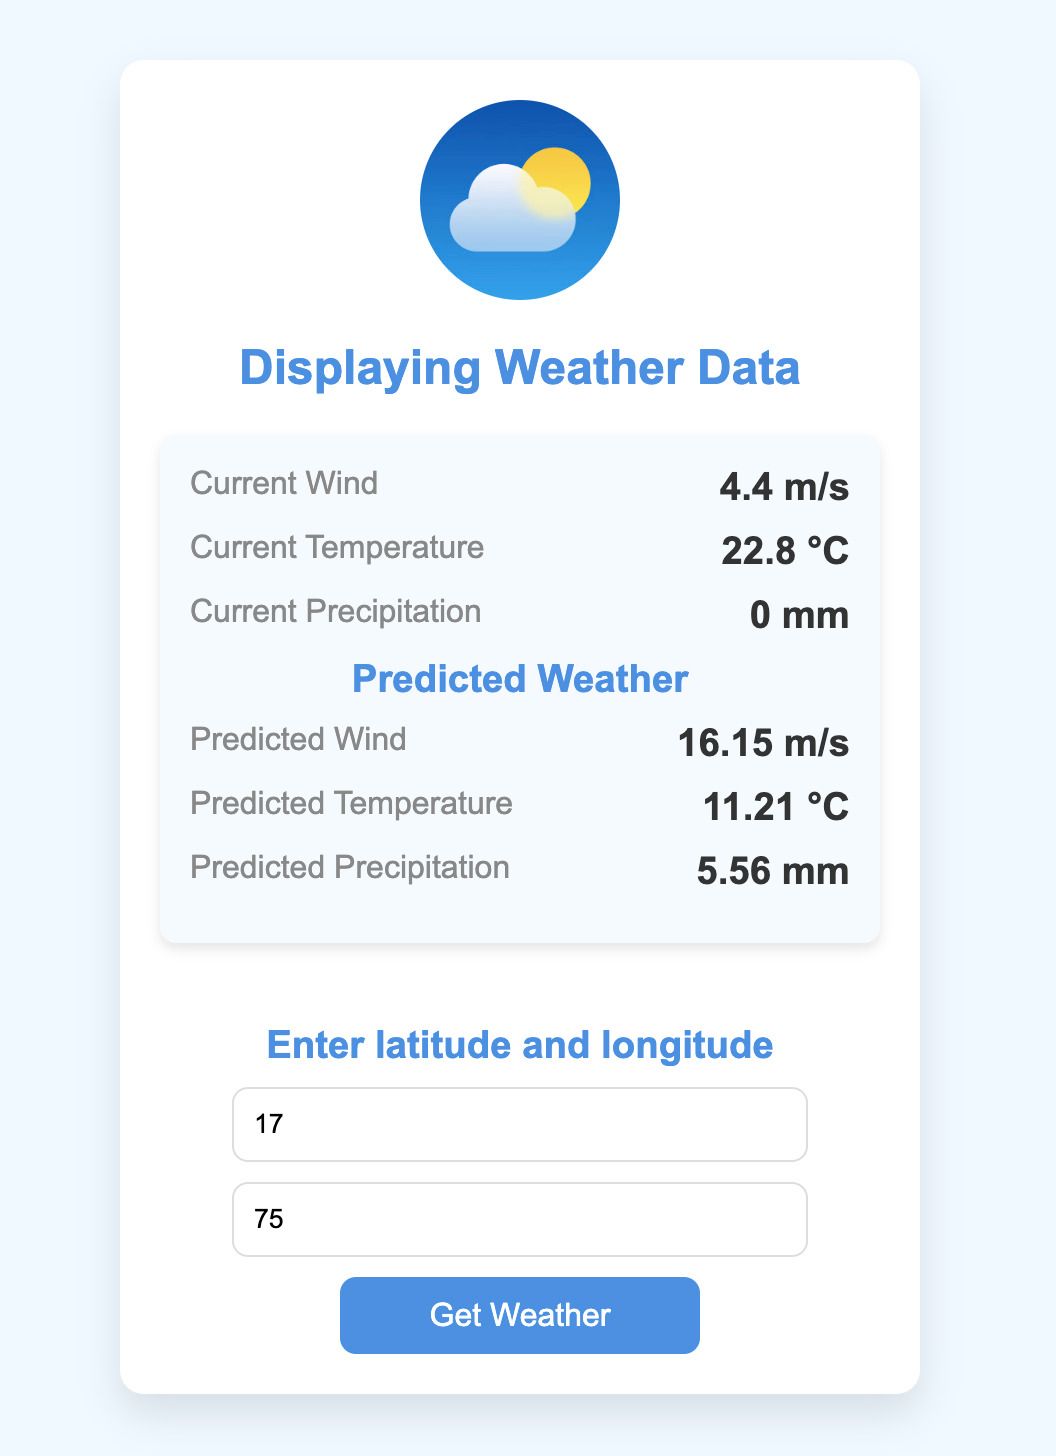 Displaying Weather Data
Current Wind 4.4 m/s
Current Temperature 22.8 °C
Current Precipitation 0 mm
Predicted Weather
Predicted Wind 16.15 m/s
Predicted Temperature 11.21 °C
Predicted Precipitation 5.56 mm
Enter latitude and longitude
17
75
Get Weather